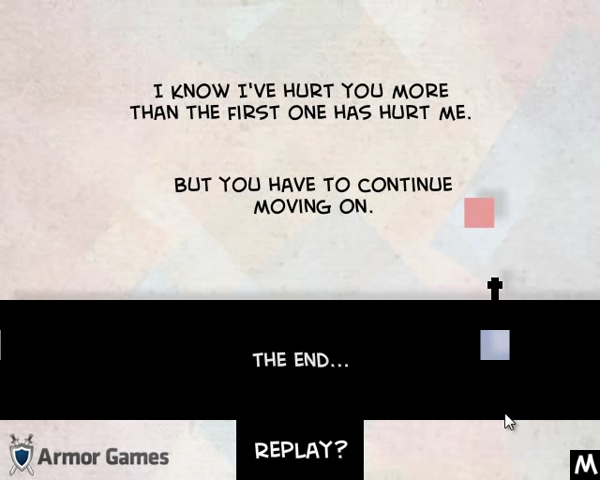 I KNOW I'VE HURT YOU MORE
THAN THE FIRST ONE HAS HURT ME.
BUT YOU HAVE TO CONTINUE
MOVING ON.
THE END...
REPLAY?
Armor Games
M